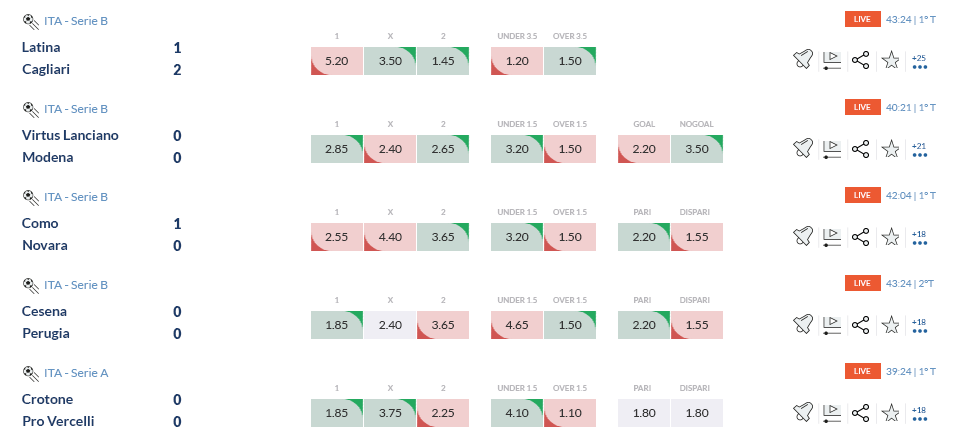 ITA - Serie B LIVE 43:24 | 1° T
1 X 2 UNDER 3.5 OVER 3.5
Latina 1
5.20 3.50 1.45 1.20 1.50 +25
Cagliari 2
ITA - Serie B LIVE 40:21 | 1° T
1 X 2 UNDER 1.5 OVER 1.5 GOAL NOGOAL
Virtus Lanciano 0
2.85 2.40 2.65 3.20 1.50 2.20 3.50 +21
Modena 0
ITA - Serie B LIVE 42:04 | 1° T
1 X 2 UNDER 1.5 OVER 1.5 PARI DISPARI
Como 1
2.55 4.40 3.65 3.20 1.50 2.20 1.55 +18
Novara 0
ITA - Serie B LIVE 43:24 | 2°T
1 X 2 UNDER 1.5 OVER 1.5 PARI DISPARI
Cesena 0
1.85 2.40 3.65 4.65 1.50 2.20 1.55 +18
Perugia 0
ITA - Serie A LIVE 39:24 | 1° T
1 X 2 UNDER 1.5 OVER 1.5 PARI DISPARI
Crotone 0
1.85 3.75 2.25 4.10 1.10 1.80 1.80 +18
Pro Vercelli 0